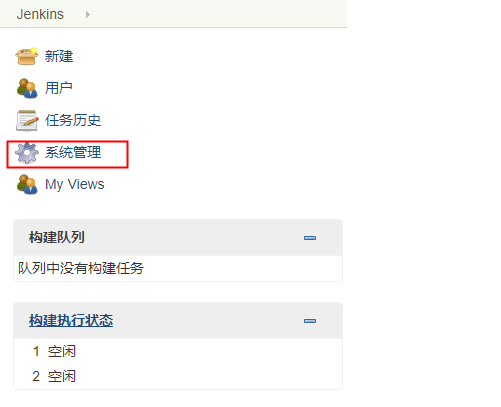 Jenkins
新建
用户
任务历史
系统管理
My Views
构建队列
队列中没有构建任务
构建执行状态
1 空闲
2 空闲